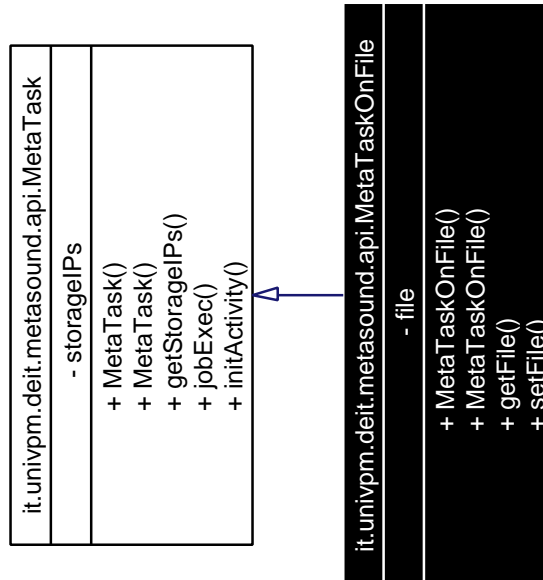 it.univpm.deit.metasound.api.MetaTask
- storageIPs
+ MetaTask()
+ MetaTask()
+ getStorageIPs()
+ jobExec()
+ initActivity()
it.univpm.deit.metasound.api.MetaTaskOnFile
- file
+ MetaTaskOnFile()
+ MetaTaskOnFile()
+ getFile()
+ setFile()